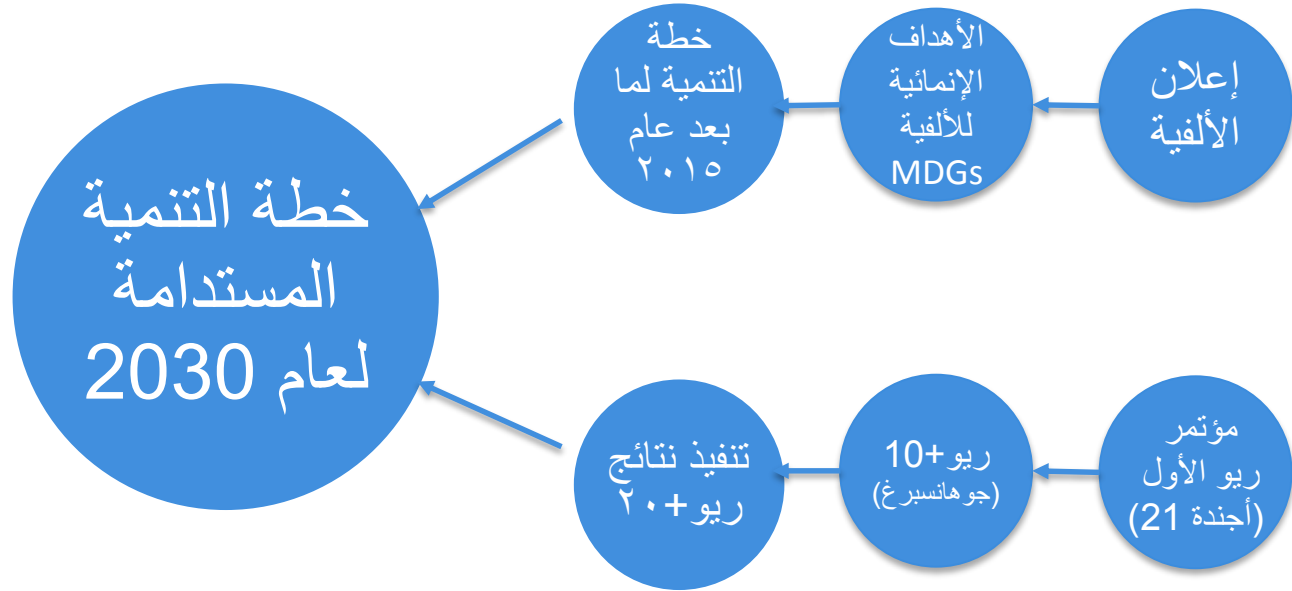 إعلان
الألفية
الأهداف
الإنمائية
للألفية
MDGs
خطة
التنمية لما
بعد عام
٢٠١٥
خطة التنمية
المستدامة
لعام 2030
مؤتمر
ريو الأول
(أجندة 21)
ريو+10
(جوهانسبرغ)
تنفيذ نتائج
ريو+٢٠